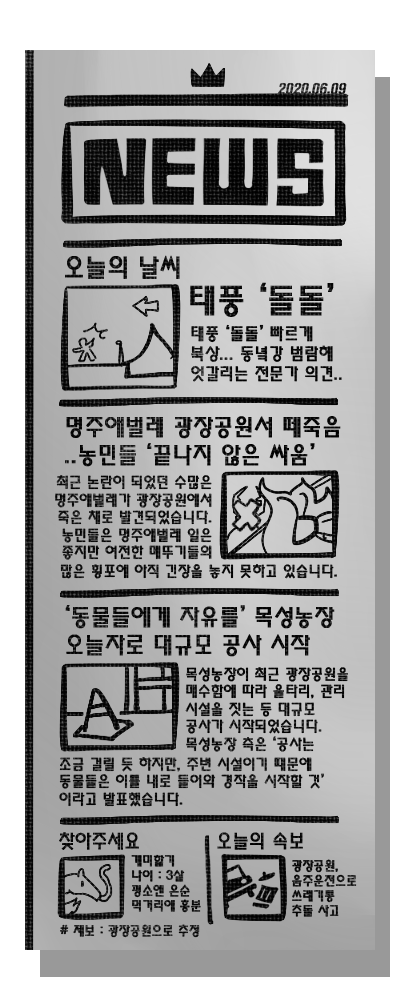 2020.06.09
NEWS
오늘의 날씨
태풍 ‘돌돌’
태풍 ‘돌돌’ 빠르게
북상... 동녘강 범람해
엇갈리는 전문가 의견..
명주애벌레 광장공원서 떼죽음
..농민들 ‘끝나지 않은 싸움’
최근 논란이 되었던 수많은
명주애벌레가 광장공원에서
죽은 채로 발견되었습니다.
농민들은 명주애벌레 일은
좋지만 여전한 메뚜기들의
많은 횡포에 아직 긴장을 놓지 못하고 있습니다.
‘동물들에게 자유를’ 목성농장
오늘자로 대규모 공사 시작
목성농장이 최근 광장공원을
매수함에 따라 울타리, 관리
시설을 짓는 등 대규모
공사가 시작되었습니다.
목성농장 측은 ‘공사는
조금 걸릴 듯 하지만, 주변 시설이기 때문에
동물들은 이틀 내로 들어와 경작을 시작할 것’
이라고 발표했습니다.
찾아주세요
개미핥기
나이 : 3살
평소엔 온순
먹거리에 흥분
# 제보 : 광장공원으로 추정
오늘의 속보
광장공원,
음주운전으로
쓰레기통
추돌 사고